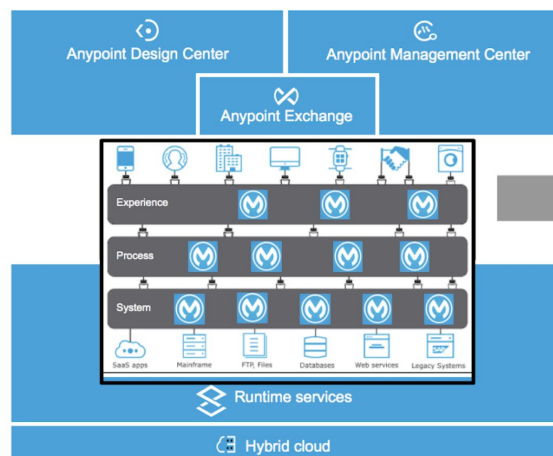 Anypoint Design Center
Anypoint Management Center
Anypoint Exchange
Experience
Process
System
SaaS apps
Mainframe
FTP, Files
Databases
Web services
Legacy Systems
SAP
Runtime services
Hybrid cloud